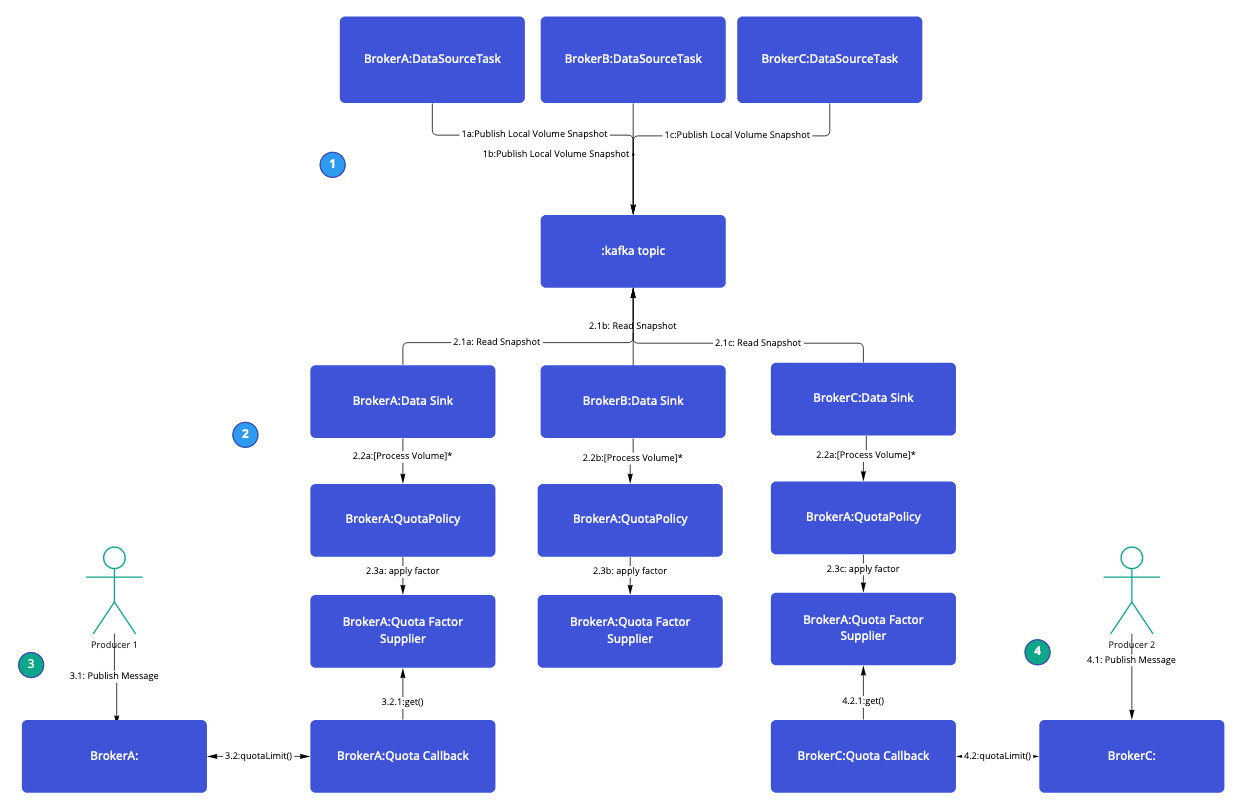 BrokerA:DataSourceTask
BrokerB:DataSourceTask
BrokerC:DataSourceTask
1a:Publish Local Volume Snapshot
1c:Publish Local Volume Snapshot
1b:Publish Local Volume Snapshot
1
:kafka topic
2.1b: Read Snapshot
2.1a: Read Snapshot
2.1c: Read Snapshot
BrokerA:Data Sink
BrokerB:Data Sink
BrokerC:Data Sink
2
2.2a:[Process Volume]*
2.2b:[Process Volume]*
2.2a:[Process Volume]*
BrokerA:QuotaPolicy
BrokerA:QuotaPolicy
BrokerA:QuotaPolicy
2.3a: apply factor
2.3b: apply factor
2.3c: apply factor
BrokerA:Quota Factor
Supplier
BrokerA:Quota Factor
Supplier
BrokerA:Quota Factor
Supplier
Producer 1
3
3.1: Publish Message
Producer 2
4
4.1: Publish Message
3.2.1:get()
4.2.1:get()
BrokerA:
3.2:quotaLimit()
BrokerA:Quota Callback
BrokerC:Quota Callback
4.2:quotaLimit()
BrokerC: